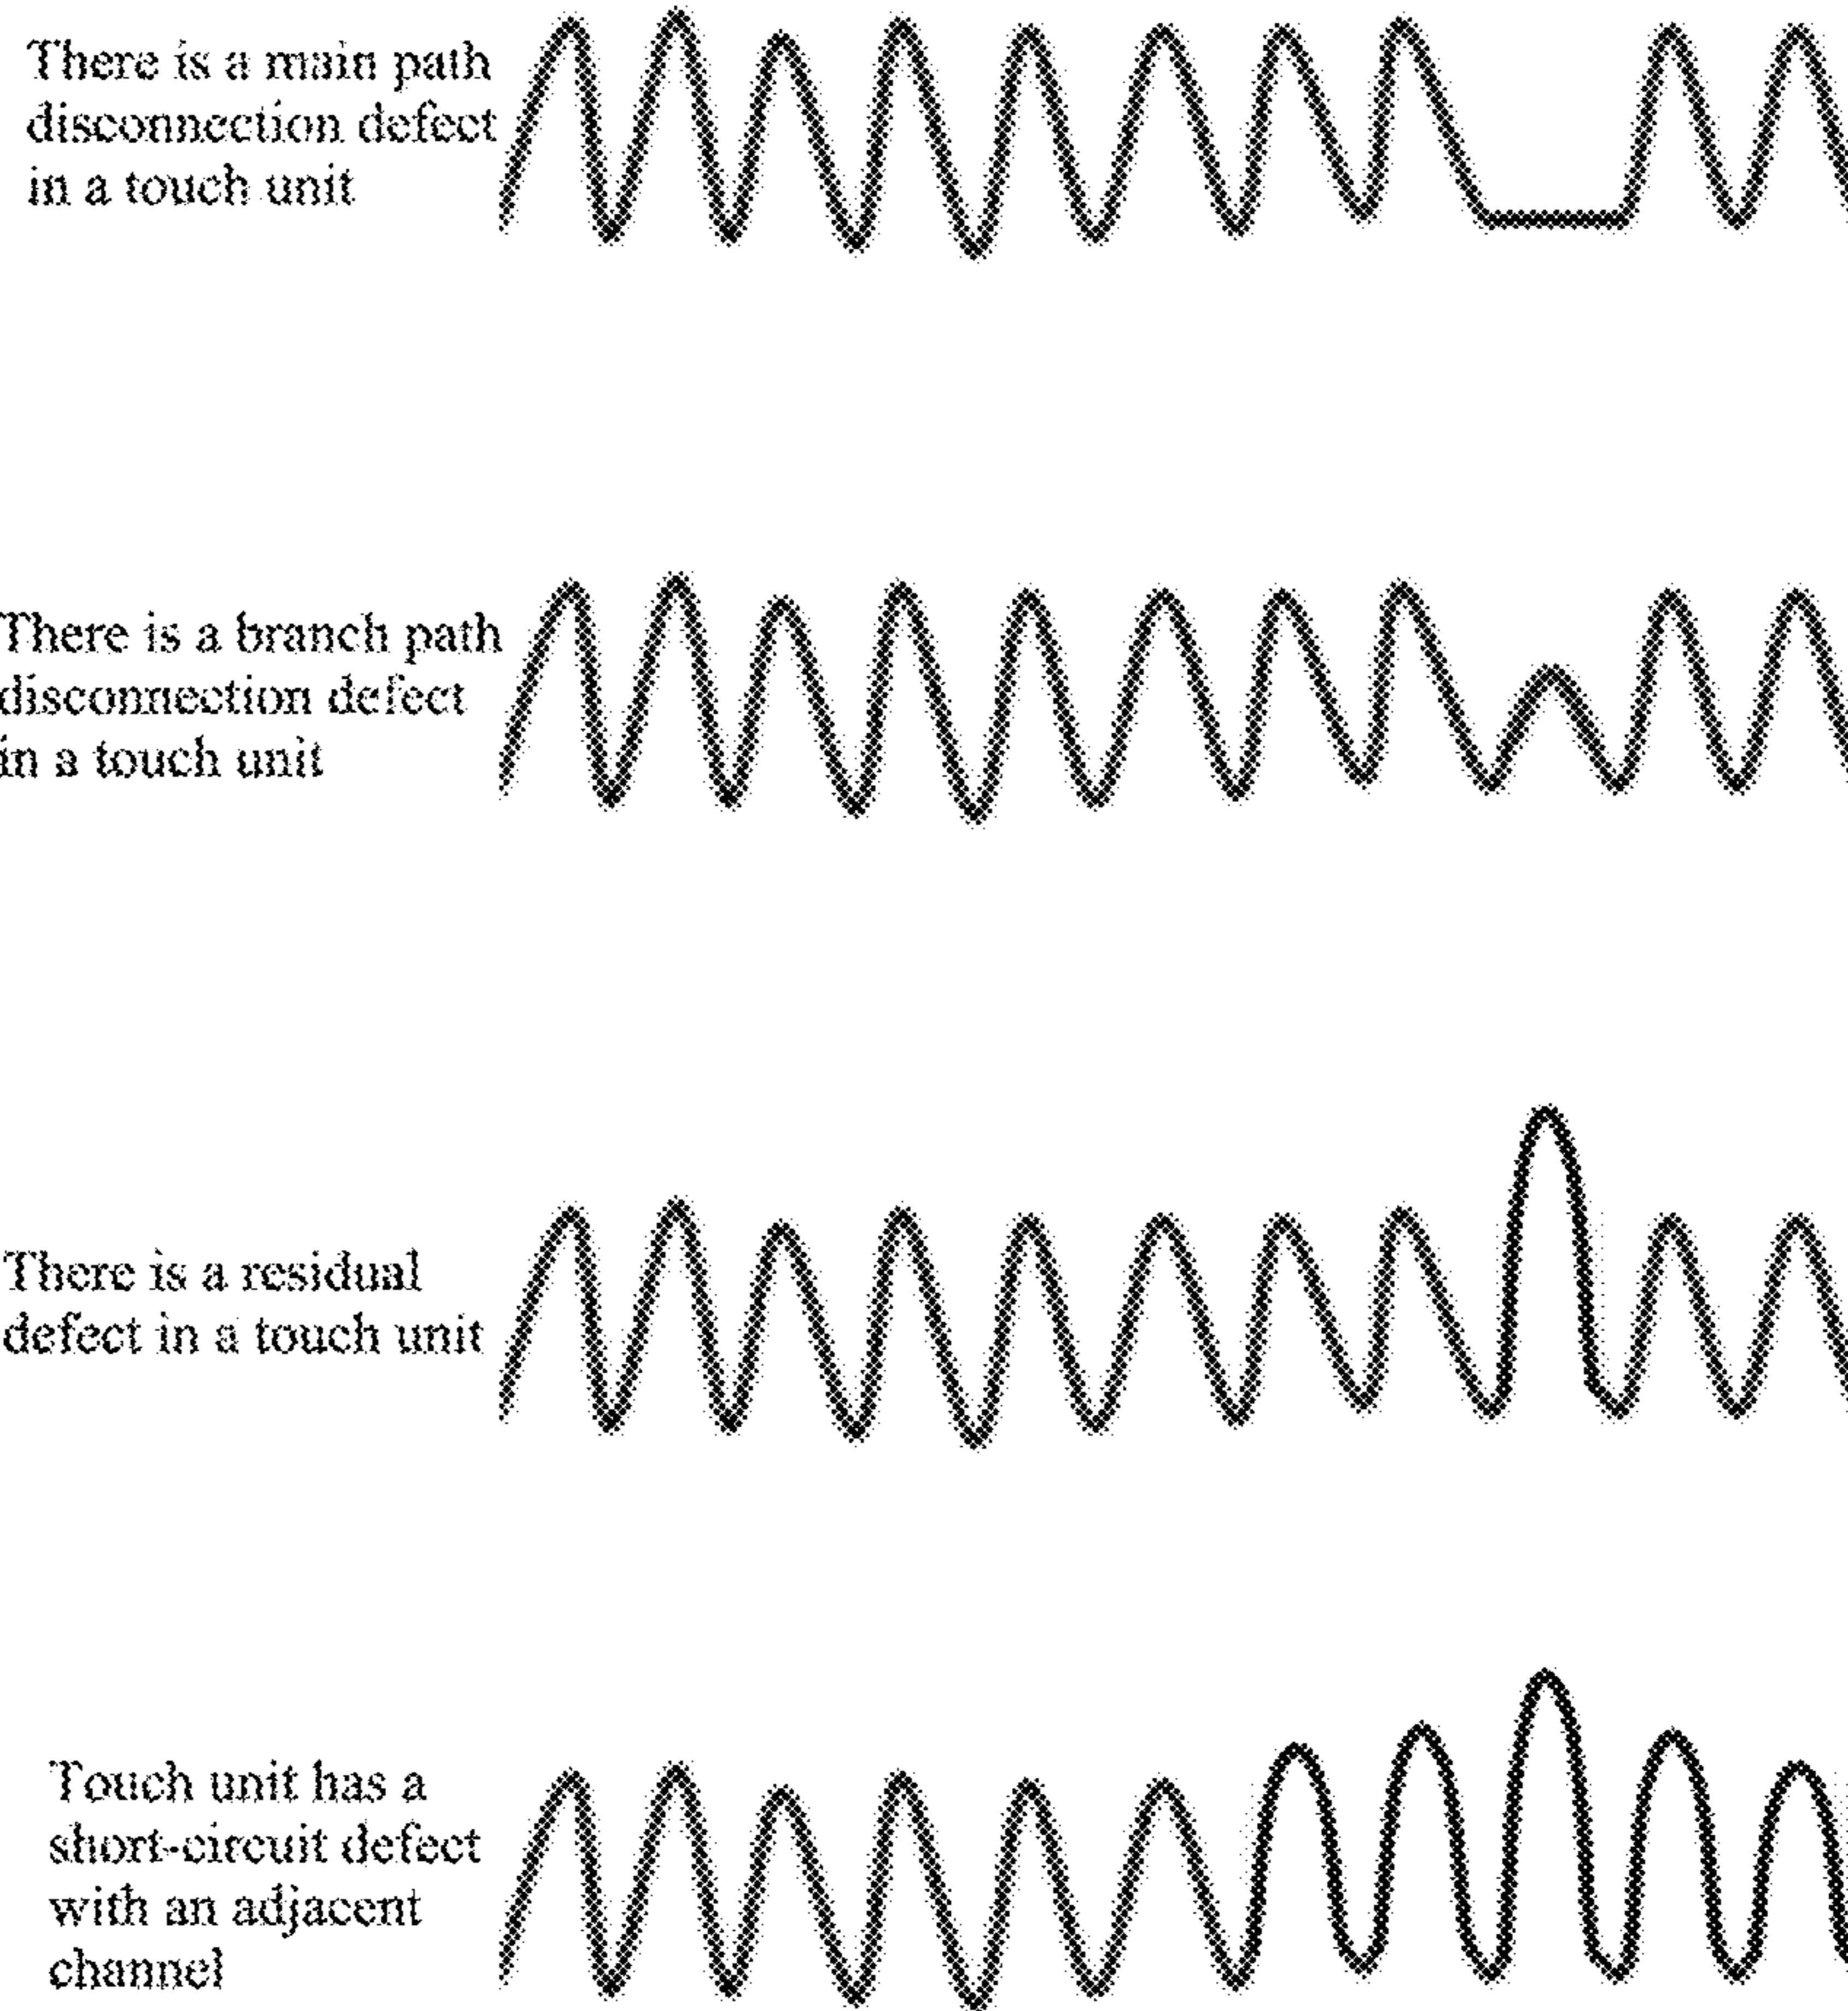 There is a main path
disconnection defect
in a touch unit
There is a branch path
disconnection defect
in a touch unit
There is a residual
defect in a touch unit
Touch unit has a
short-circuit defect
with an adjacent
channel